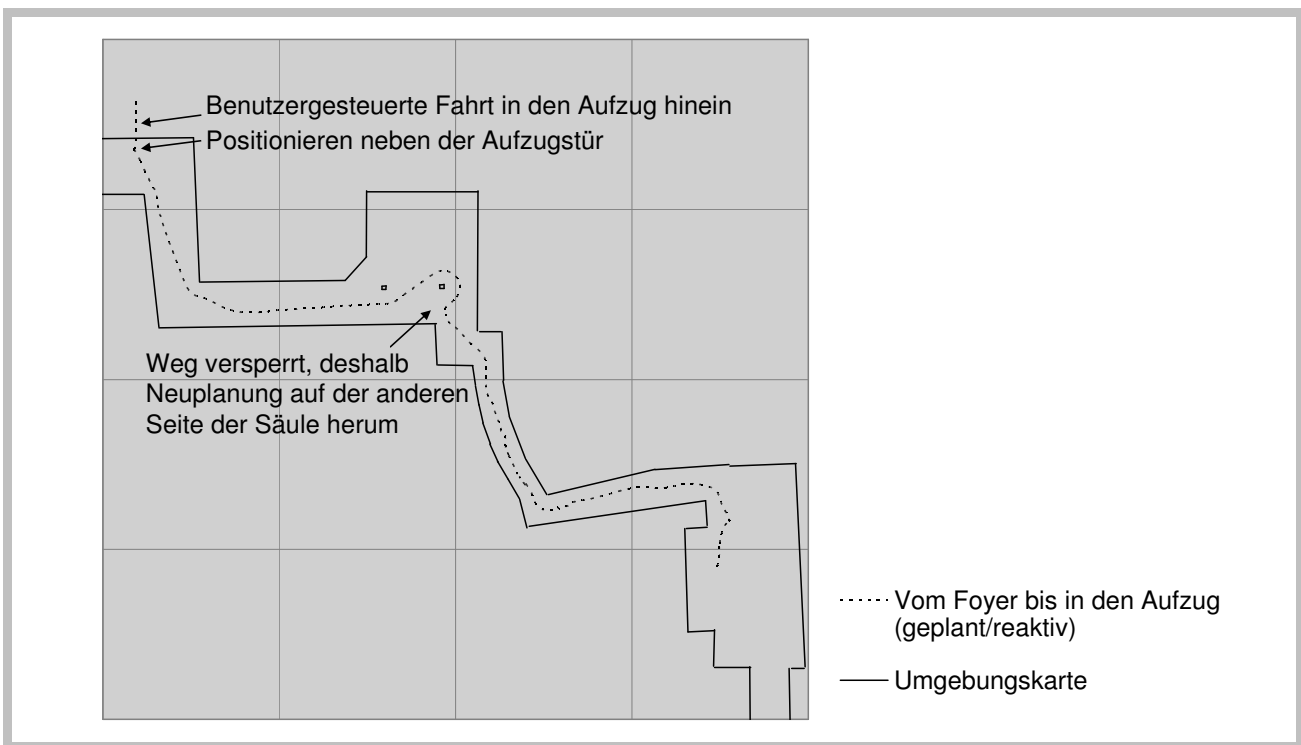 Benutzergesteuerte Fahrt in den Aufzug hinein
Positionieren neben der Aufzugstür
Weg versperrt, deshalb
Neuplanung auf der anderen
Seite der Säule herum
Vom Foyer bis in den Aufzug
(geplant/reaktiv)
Umgebungskarte